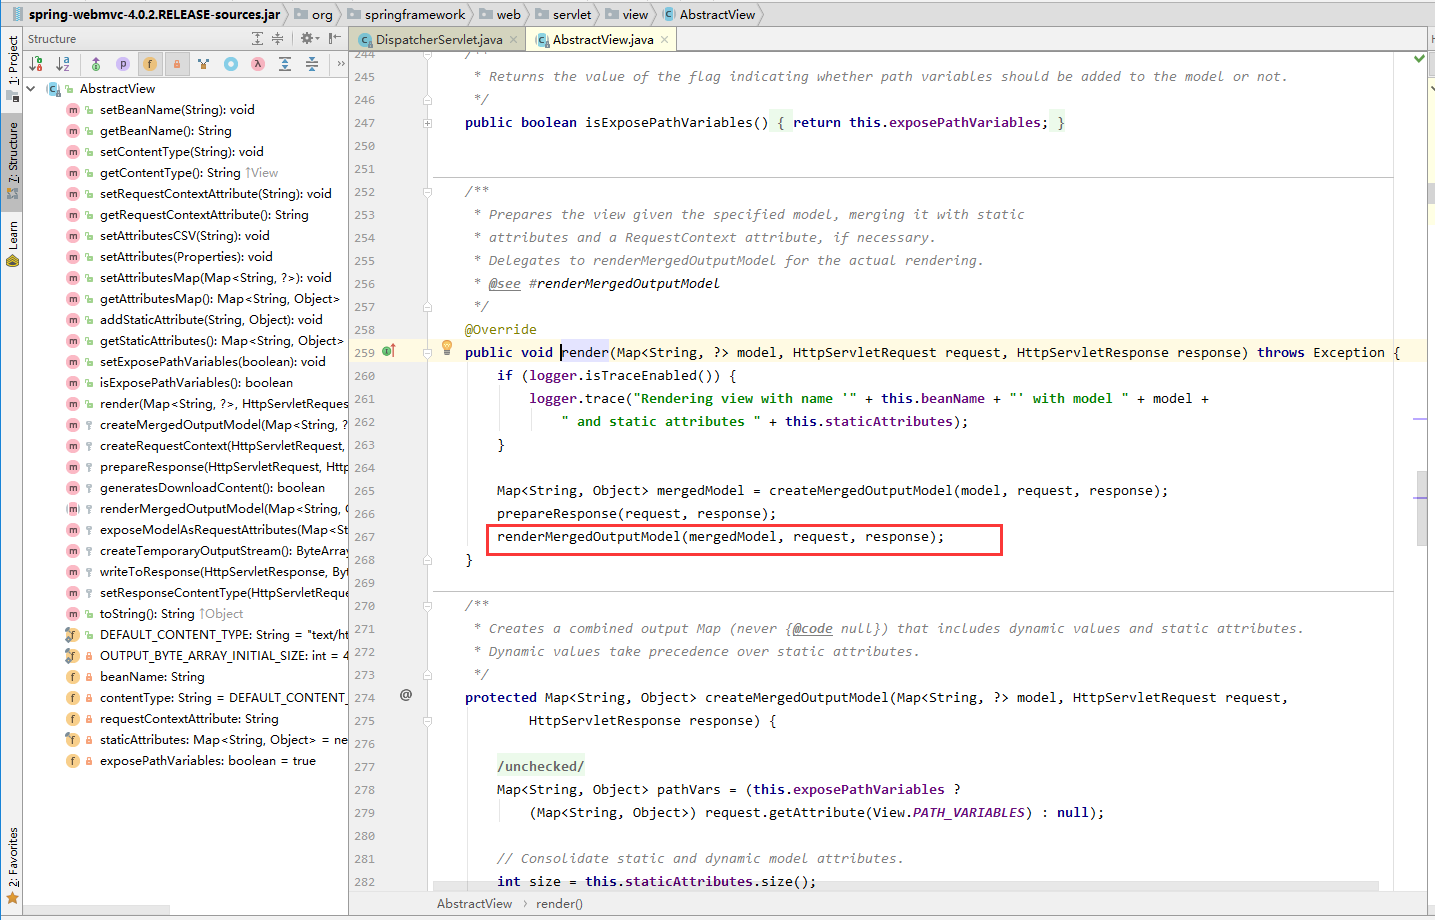 spring-webmvc-4.0.2.RELEASE-sources.jar org springframework web servlet view AbstractView
Structure
DispatcherServlet.java AbstractView.java
1: Project
7: Structure
Learn
2: Favorites
AbstractView
setBeanName(String): void
getBeanName(): String
setContentType(String): void
getContentType(): String ↑View
setRequestContextAttribute(String): void
getRequestContextAttribute(): String
setAttributesCSV(String): void
setAttributes(Properties): void
setAttributesMap(Map<String, ?>): void
getAttributesMap(): Map<String, Object>
addStaticAttribute(String, Object): void
getStaticAttributes(): Map<String, Object>
setExposePathVariables(boolean): void
isExposePathVariables(): boolean
render(Map<String, ?>, HttpServletReques
createMergedOutputModel(Map<String, ?
createRequestContext(HttpServletRequest,
prepareResponse(HttpServletRequest, Htt
generatesDownloadContent(): boolean
renderMergedOutputModel(Map<String, 
exposeModelAsRequestAttributes(Map<St
createTemporaryOutputStream(): ByteArray
writeToResponse(HttpServletResponse, Byt
setResponseContentType(HttpServletReque
toString(): String ↑Object
DEFAULT_CONTENT_TYPE: String = "text/ht
OUTPUT_BYTE_ARRAY_INITIAL_SIZE: int = 4
beanName: String
contentType: String = DEFAULT_CONTENT_
requestContextAttribute: String
staticAttributes: Map<String, Object> = ne
exposePathVariables: boolean = true
244 /**
245 * Returns the value of the flag indicating whether path variables should be added to the model or not.
246 */
247 public boolean isExposePathVariables() { return this.exposePathVariables; }
250
251
252 /**
253 * Prepares the view given the specified model, merging it with static
254 * attributes and a RequestContext attribute, if necessary.
255 * Delegates to renderMergedOutputModel for the actual rendering.
256 * @see #renderMergedOutputModel
257 */
258 @Override
259 public void render(Map<String, ?> model, HttpServletRequest request, HttpServletResponse response) throws Exception {
260 if (logger.isTraceEnabled()) {
261 logger.trace("Rendering view with name '" + this.beanName + "' with model " + model +
262 " and static attributes " + this.staticAttributes);
263 }
264
265 Map<String, Object> mergedModel = createMergedOutputModel(model, request, response);
266 prepareResponse(request, response);
267 renderMergedOutputModel(mergedModel, request, response);
268 }
269
270 /**
271 * Creates a combined output Map (never {@code null}) that includes dynamic values and static attributes.
272 * Dynamic values take precedence over static attributes.
273 */
274 @ protected Map<String, Object> createMergedOutputModel(Map<String, ?> model, HttpServletRequest request,
275 HttpServletResponse response) {
276
277 /unchecked/
278 Map<String, Object> pathVars = (this.exposePathVariables ?
279 (Map<String, Object>) request.getAttribute(View.PATH_VARIABLES) : null);
280
281 // Consolidate static and dynamic model attributes.
282 int size = this.staticAttributes.size();
AbstractView › render()